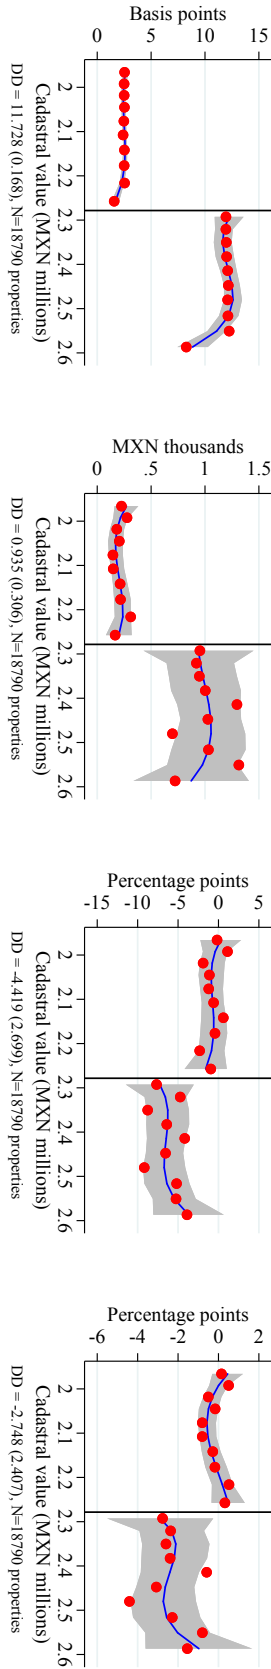 Basis points
0 5 10 15
2 2.1 2.2 2.3 2.4 2.5 2.6
Cadastral value (MXN millions)
DD = 11.728 (0.168), N=18790 properties
MXN thousands
0 .5 1 1.5
2 2.1 2.2 2.3 2.4 2.5 2.6
Cadastral value (MXN millions)
DD = 0.935 (0.306), N=18790 properties
Percentage points
-15 -10 -5 0 5
2 2.1 2.2 2.3 2.4 2.5 2.6
Cadastral value (MXN millions)
DD = -4.419 (2.699), N=18790 properties
Percentage points
-6 -4 -2 0 2
2 2.1 2.2 2.3 2.4 2.5 2.6
Cadastral value (MXN millions)
DD = -2.748 (2.407), N=18790 properties